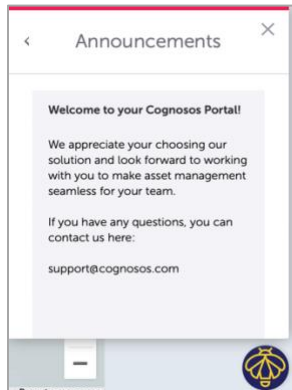 Announcements
Welcome to your Cognosos Portal!
We appreciate your choosing our
solution and look forward to working
with you to make asset management
seamless for your team.
If you have any questions, you can
contact us here:
support@cognosos.com